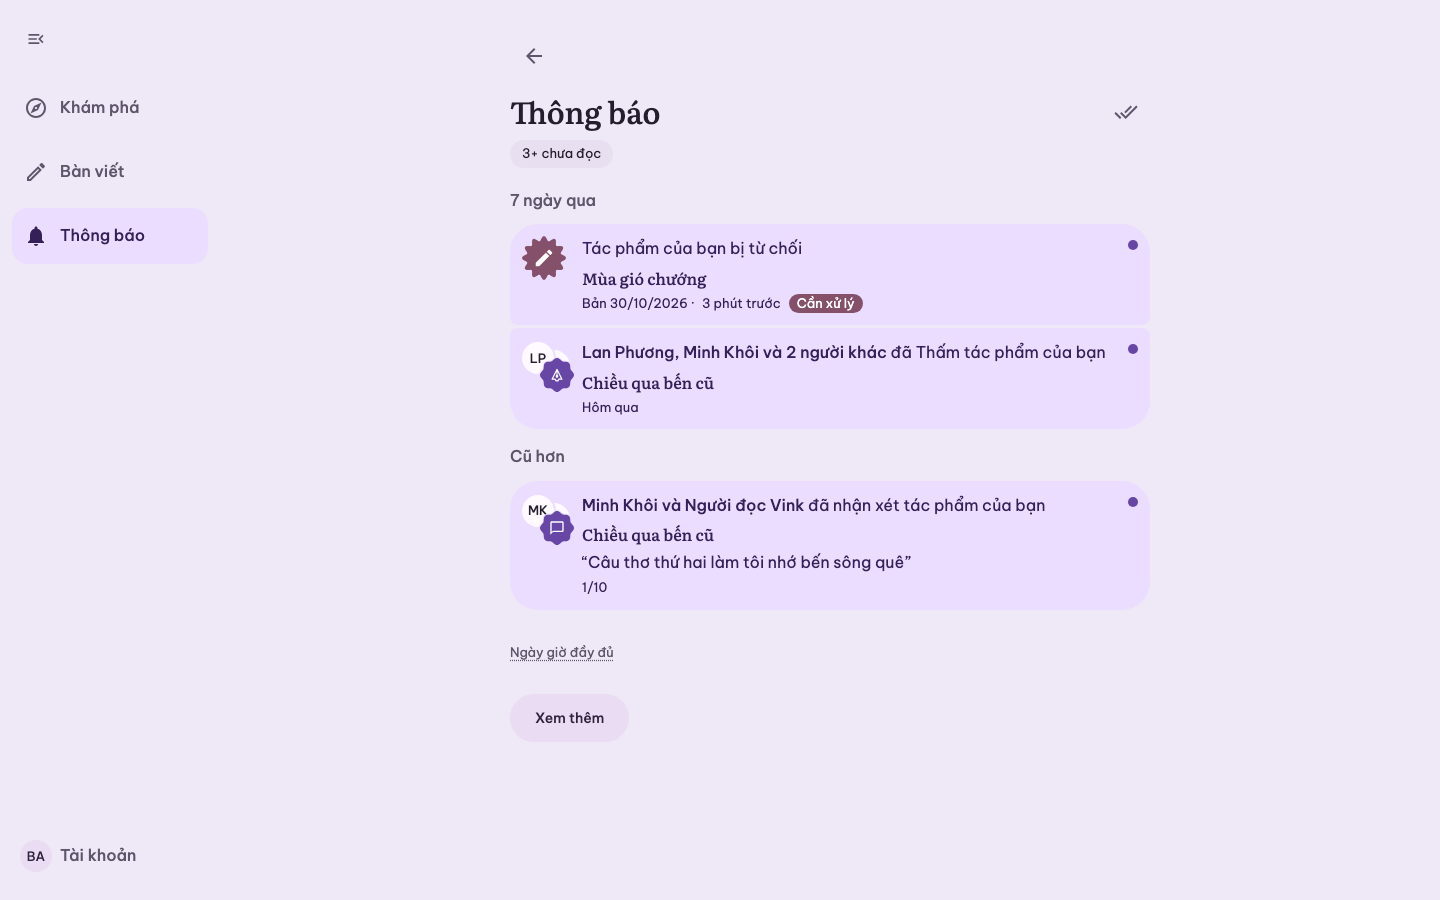 Khám phá
Bàn viết
Thông báo
Thông báo
3+ chưa đọc
7 ngày qua
Tác phẩm của bạn bị từ chối
Mùa gió chướng
Bản 30/10/2026 · 3 phút trước Cần xử lý
LP
Lan Phương, Minh Khôi và 2 người khác đã Thấm tác phẩm của bạn
Chiều qua bến cũ
Hôm qua
Cũ hơn
MK
Minh Khôi và Người đọc Vink đã nhận xét tác phẩm của bạn
Chiều qua bến cũ
“Câu thơ thứ hai làm tôi nhớ bến sông quê”
1/10
Ngày giờ đầy đủ
Xem thêm
BA Tài khoản